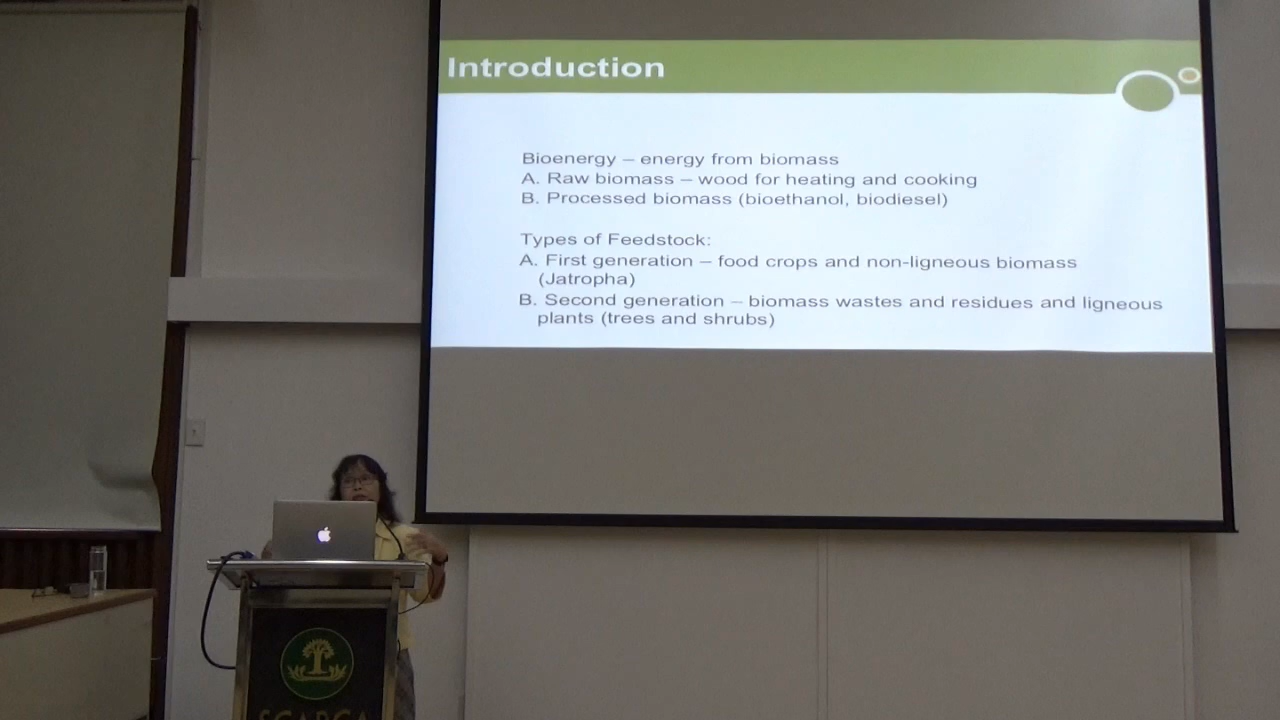 Introduction
Bioenergy – energy from biomass
A. Raw biomass – wood for heating and cooking
B. Processed biomass (bioethanol, biodiesel)
Types of Feedstock:
A. First generation – food crops and non-ligneous biomass
(Jatropha)
B. Second generation – biomass wastes and residues and ligneous
plants (trees and shrubs)
SEARCA